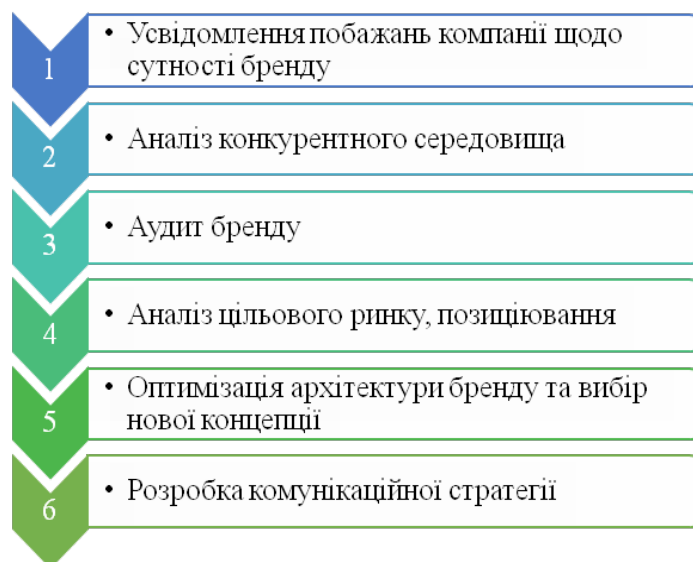 1
• Усвідомлення побажань компанії щодо
сутності бренду
2
• Аналіз конкурентного середовища
3
• Аудит бренду
4
• Аналіз цільового ринку, позиціювання
5
• Оптимізація архітектури бренду та вибір
нової концепції
6
• Розробка комунікаційної стратегії